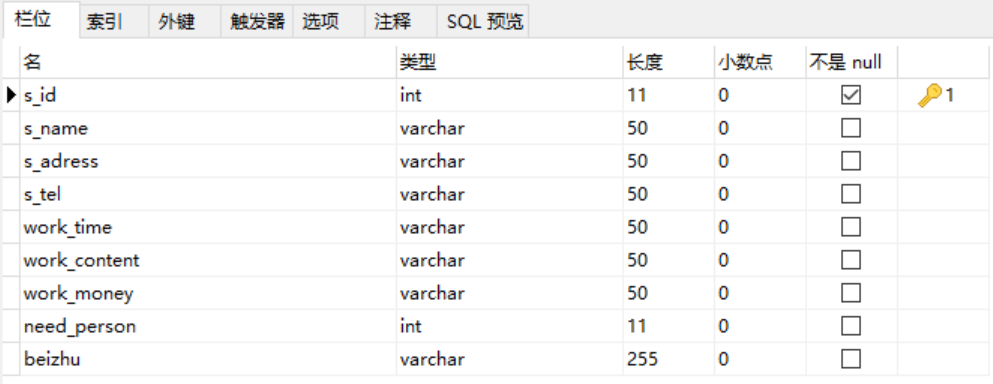 栏位 索引 外键 触发器 选项 注释 SQL 预览
名 类型 长度 小数点 不是 null
s_id int 11 0 1
s_name varchar 50 0
s_adress varchar 50 0
s_tel varchar 50 0
work_time varchar 50 0
work_content varchar 50 0
work_money varchar 50 0
need_person int 11 0
beizhu varchar 255 0